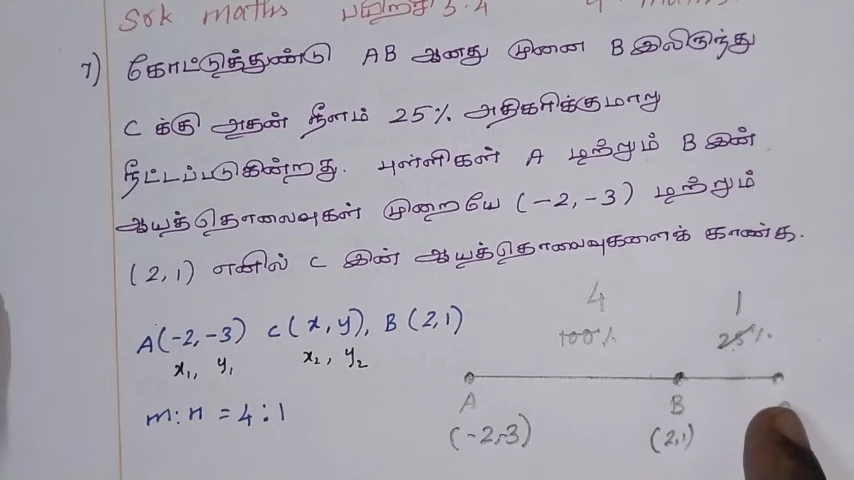 Sok maths பயிற்சி 5.4
7) கோட்டுத்துண்டு AB ஆனது முனை B இலிருந்து
C க்கு அதன் நீளம் 25% அதிகரிக்குமாறு
நீட்டப்படுகின்றது. புள்ளிகள் A மற்றும் B இன்
ஆயத்தொலைவுகள் முறையே (-2, -3) மற்றும்
(2, 1) எனில் C இன் ஆயத்தொலைவுகளைக் காண்க.
A(-2, -3) C(x, y), B(2, 1)
x₁, y₁ x₂, y₂
m:n = 4:1
4 1
100% 25%
A B
(-2,-3) (2,1)